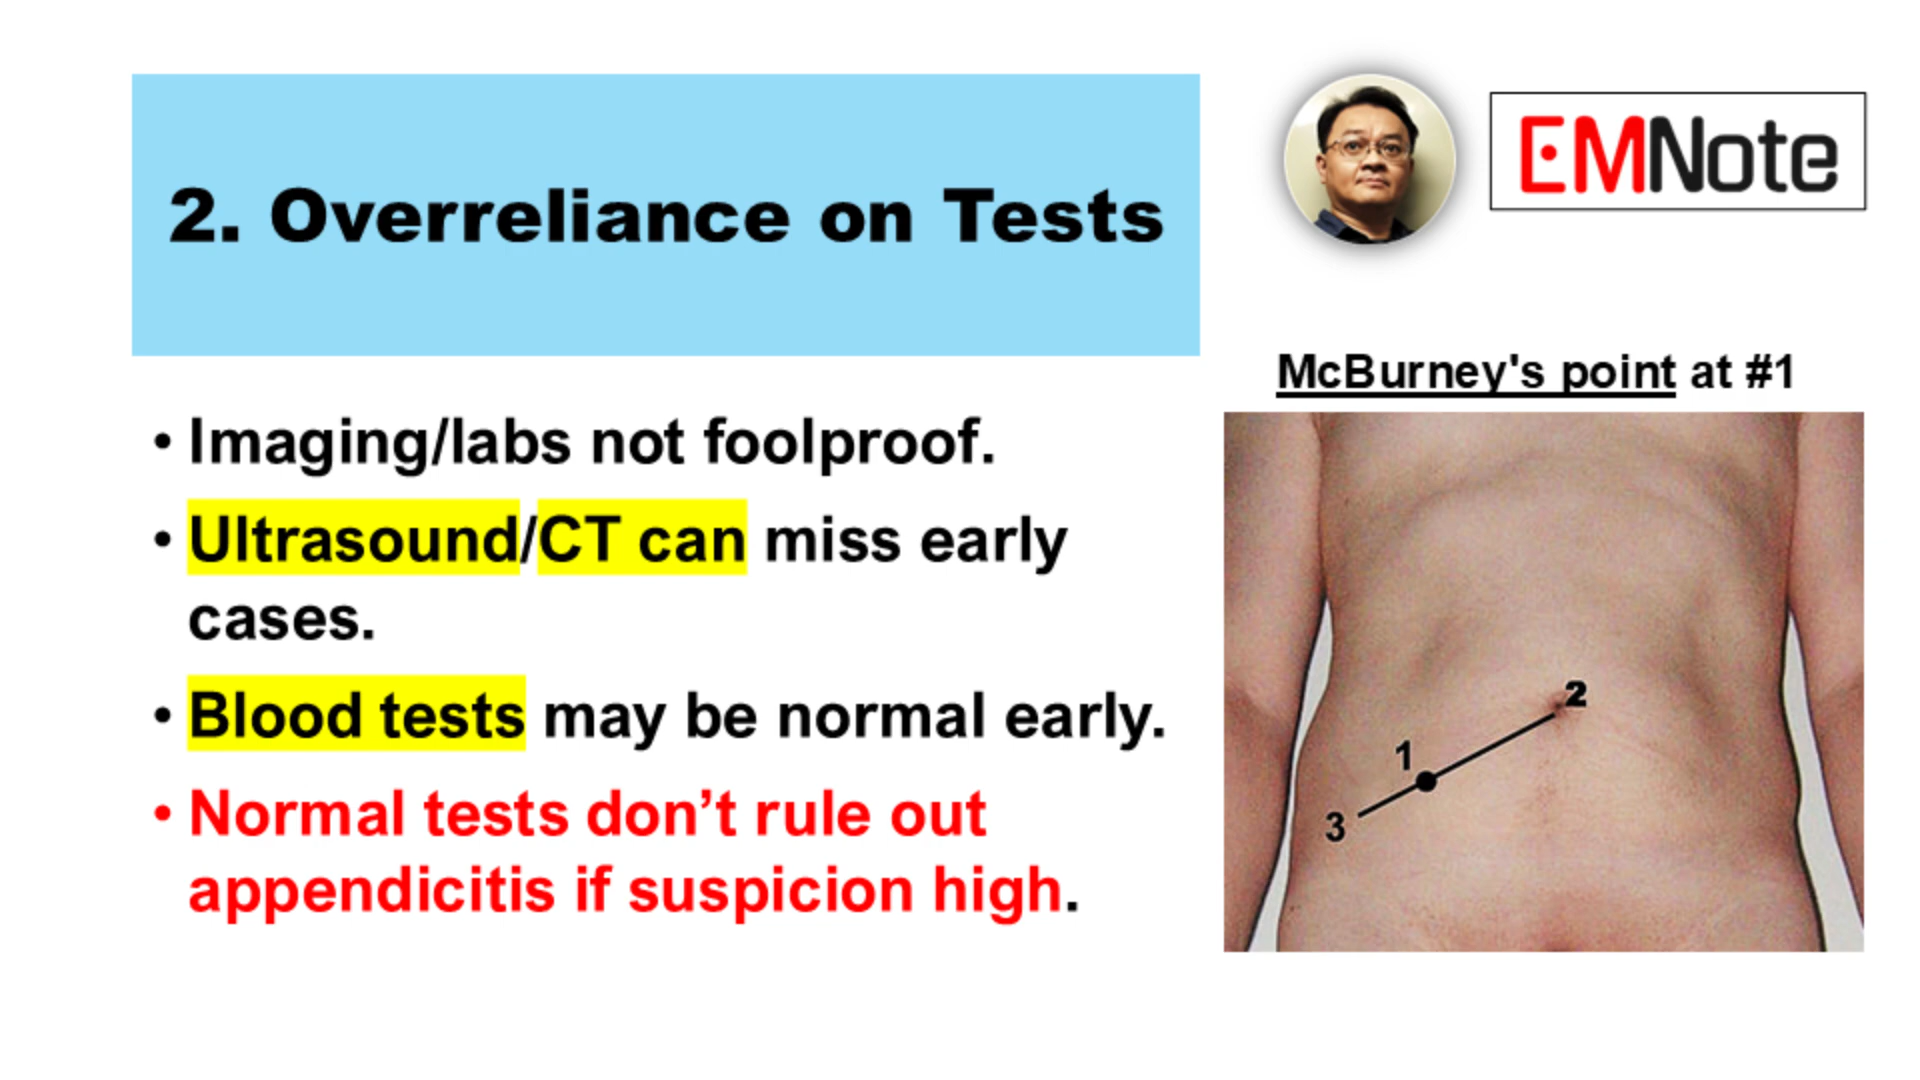 2. Overreliance on Tests
EMNote
• Imaging/labs not foolproof.
• Ultrasound/CT can miss early
cases.
• Blood tests may be normal early.
• Normal tests don’t rule out
appendicitis if suspicion high.
McBurney's point at #1
2
1
3